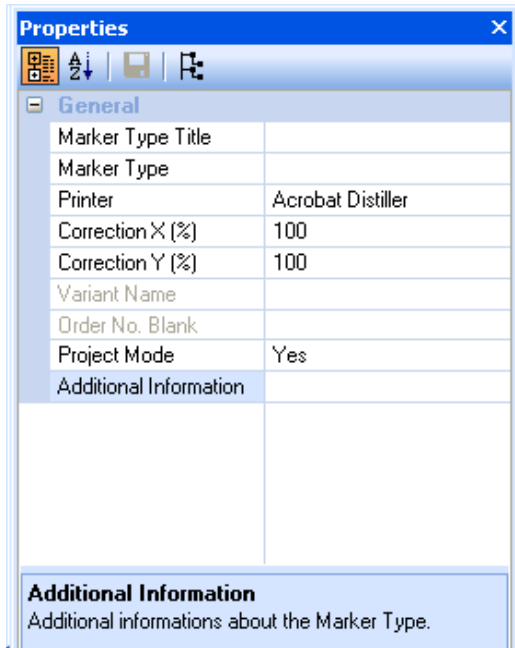 Properties
General
Marker Type Title
Marker Type
Printer Acrobat Distiller
Correction X (%) 100
Correction Y (%) 100
Variant Name
Order No. Blank
Project Mode Yes
Additional Information
Additional Information
Additional informations about the Marker Type.